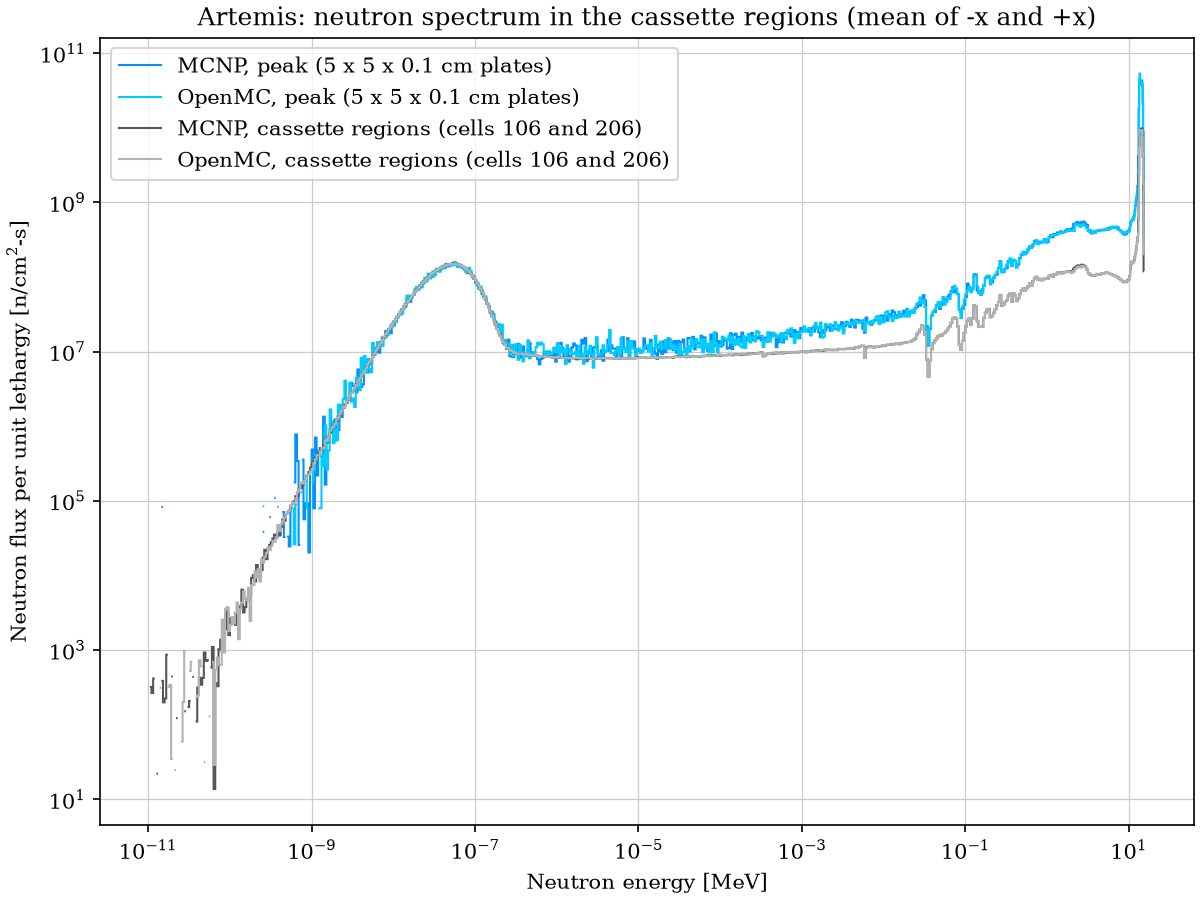 Artemis: neutron spectrum in the cassette regions (mean of -x and +x)
10^11
10^9
10^7
10^5
10^3
10^1
Neutron flux per unit lethargy [n/cm^2-s]
MCNP, peak (5 x 5 x 0.1 cm plates)
OpenMC, peak (5 x 5 x 0.1 cm plates)
MCNP, cassette regions (cells 106 and 206)
OpenMC, cassette regions (cells 106 and 206)
10^−11 10^−9 10^−7 10^−5 10^−3 10^−1 10^1
Neutron energy [MeV]